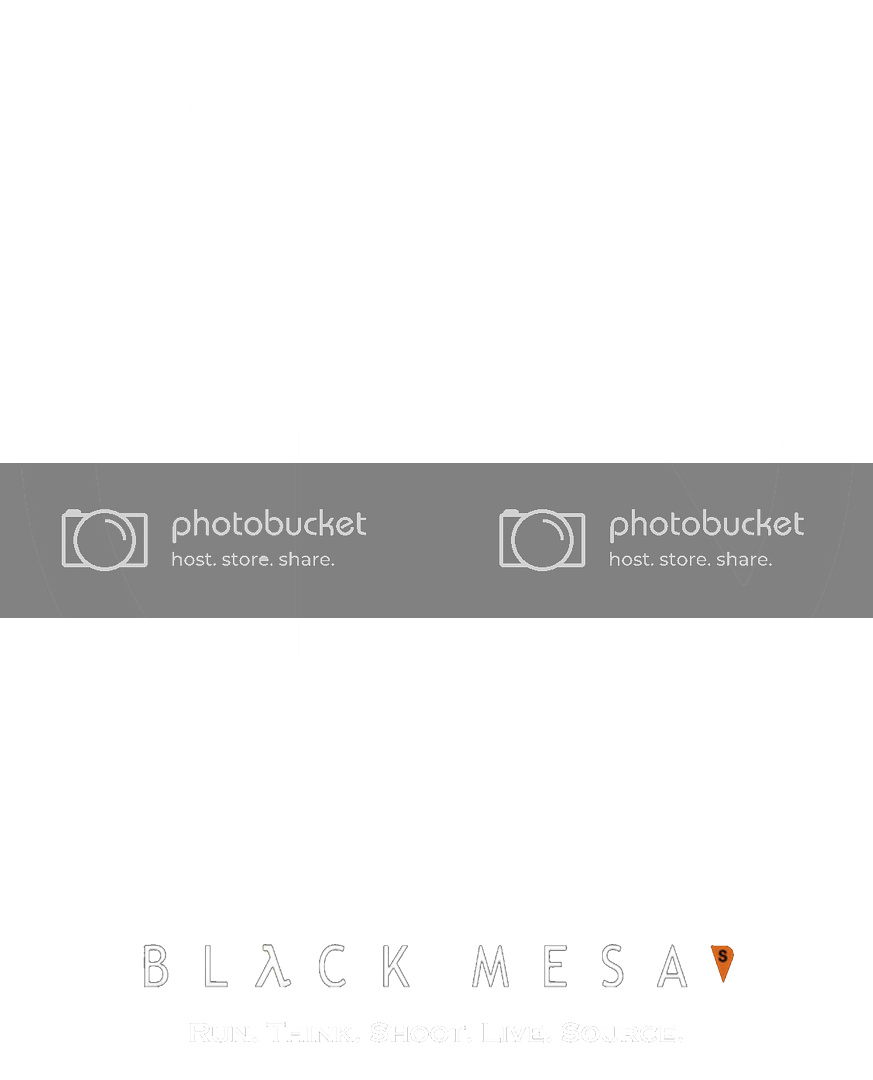 photobucket photobucket
host. store. share. host. store. share.
BLλCK MESA S
RUN. THINK. SHOOT. LIVE. SOURCE.